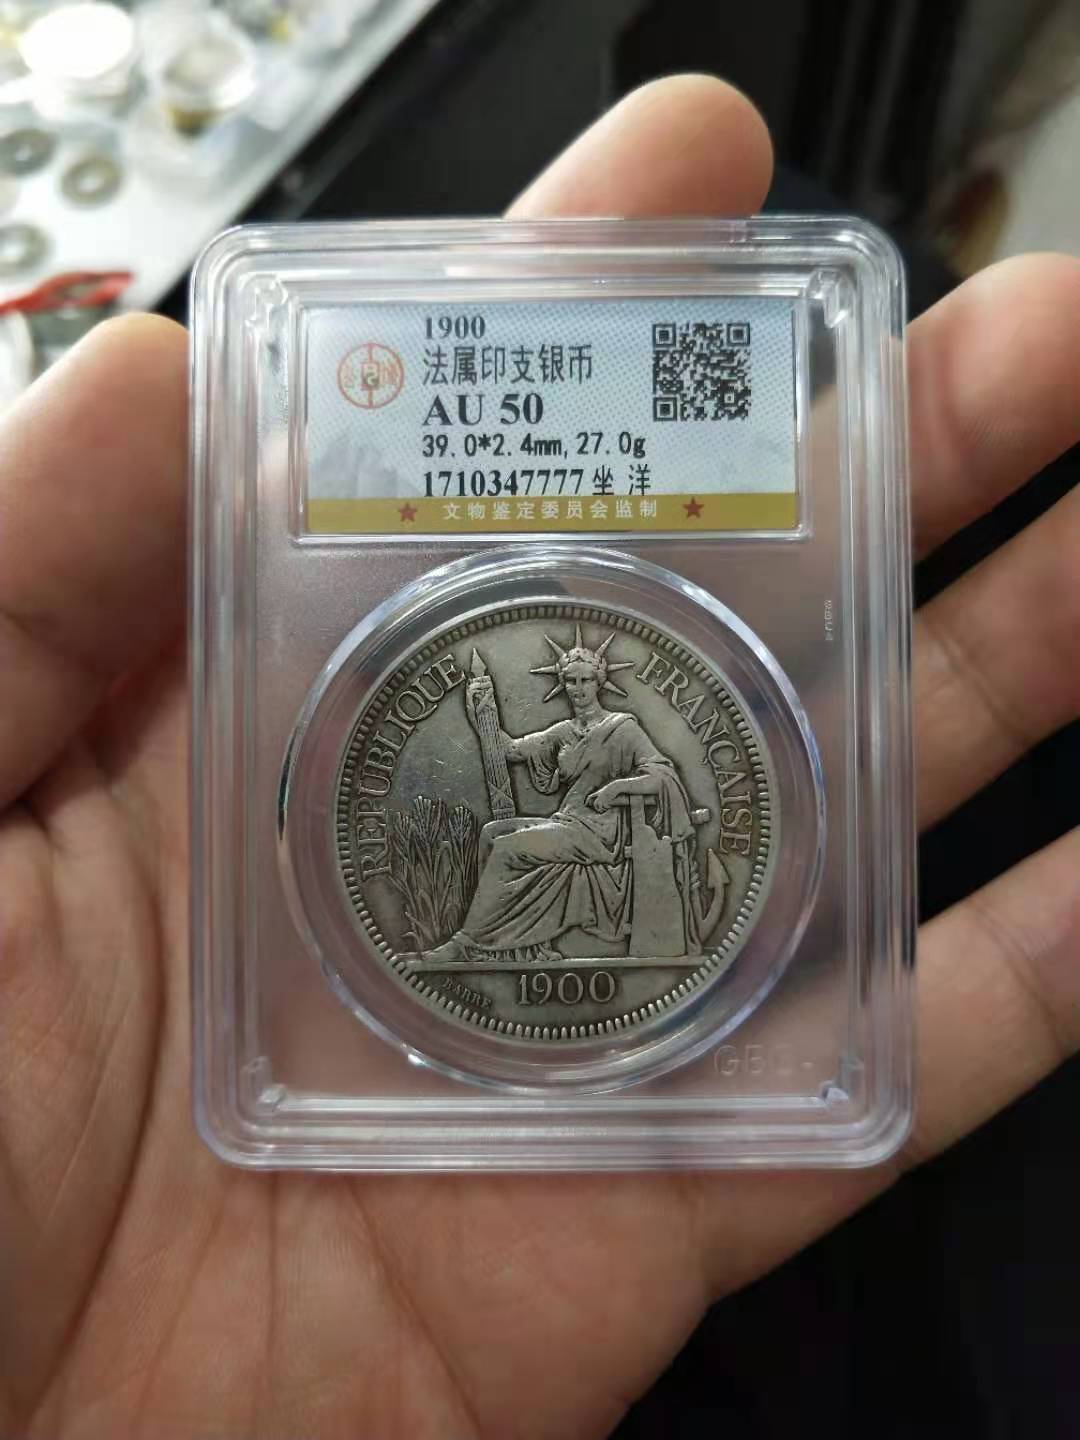 1900
法属印支银币
AU 50
39.0*2.4mm,27.0g
1710347777 坐 洋
★ 文物鉴定委员会监制 ★
REPUBLIQUE FRANÇAISE
BARRE
1900